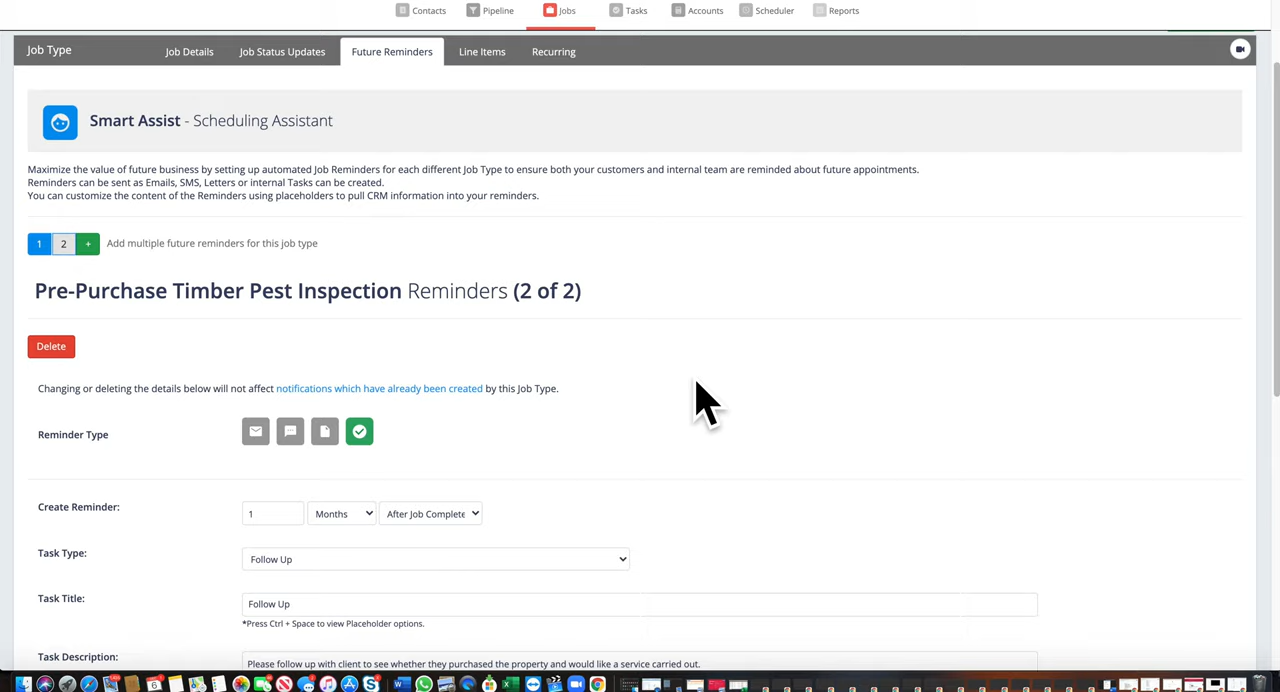 Contacts Pipeline Jobs Tasks Accounts Scheduler Reports
Job Type Job Details Job Status Updates Future Reminders Line Items Recurring
Smart Assist - Scheduling Assistant
Maximize the value of future business by setting up automated Job Reminders for each different Job Type to ensure both your customers and internal team are reminded about future appointments.
Reminders can be sent as Emails, SMS, Letters or internal Tasks can be created.
You can customize the content of the Reminders using placeholders to pull CRM information into your reminders.
1 2 + Add multiple future reminders for this job type
Pre-Purchase Timber Pest Inspection Reminders (2 of 2)
Delete
Changing or deleting the details below will not affect notifications which have already been created by this Job Type.
Reminder Type
Create Reminder: 1 Months After Job Complete
Task Type: Follow Up
Task Title: Follow Up
*Press Ctrl + Space to view Placeholder options.
Task Description: Please follow up with client to see whether they purchased the property and would like a service carried out.